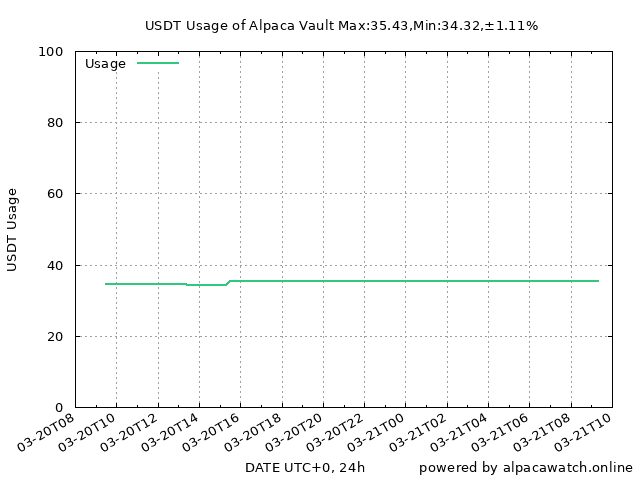 USDT Usage of Alpaca Vault Max:35.43,Min:34.32,±1.11%
Usage
100
80
60
40
20
0
USDT Usage
03-20T08
03-20T10
03-20T12
03-20T14
03-20T16
03-20T18
03-20T20
03-20T22
03-21T00
03-21T02
03-21T04
03-21T06
03-21T08
03-21T10
DATE UTC+0, 24h
powered by alpacawatch.online